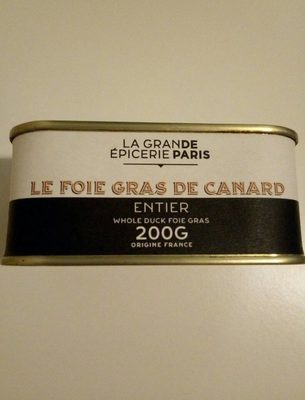 LA GRANDE
ÉPICERIE PARIS
LE FOIE GRAS DE CANARD
ENTIER
WHOLE DUCK FOIE GRAS
200G
ORIGINE FRANCE